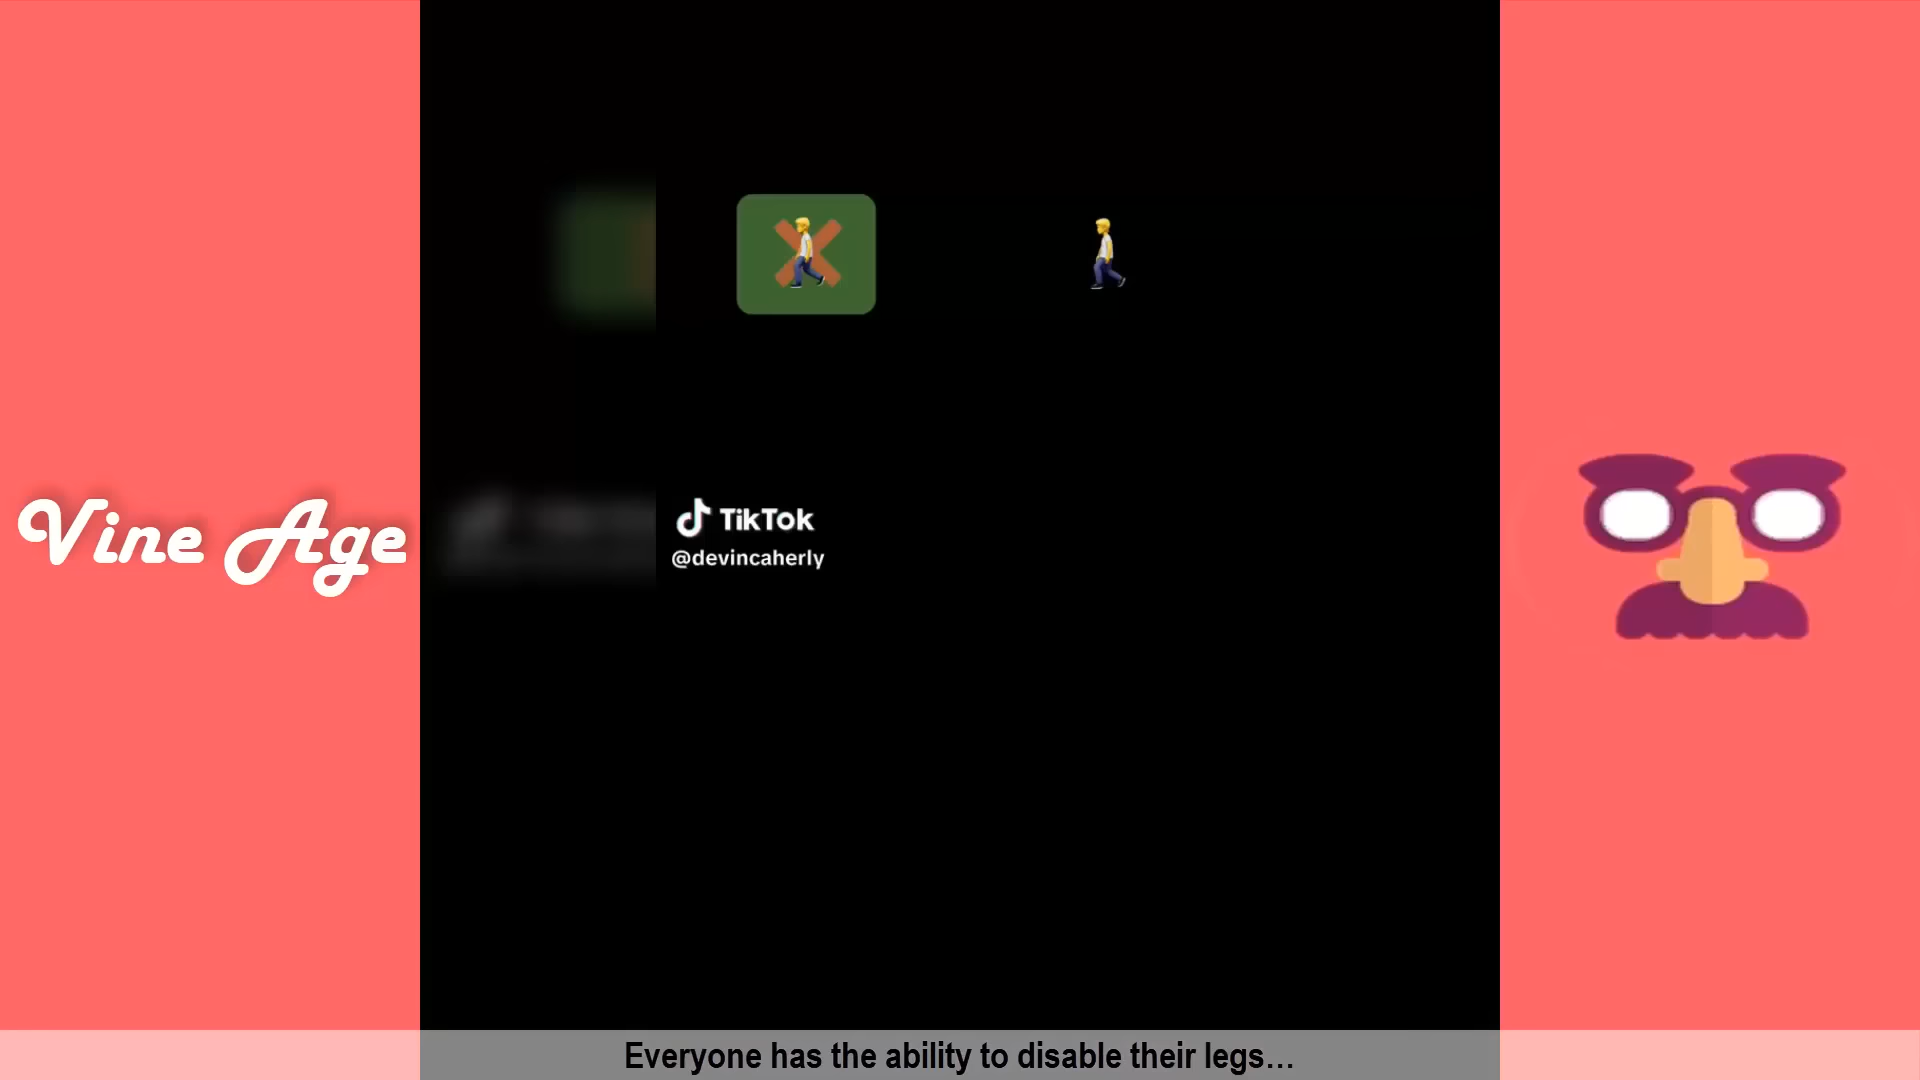 Vine Age
TikTok
@devincaherly
Everyone has the ability to disable their legs...